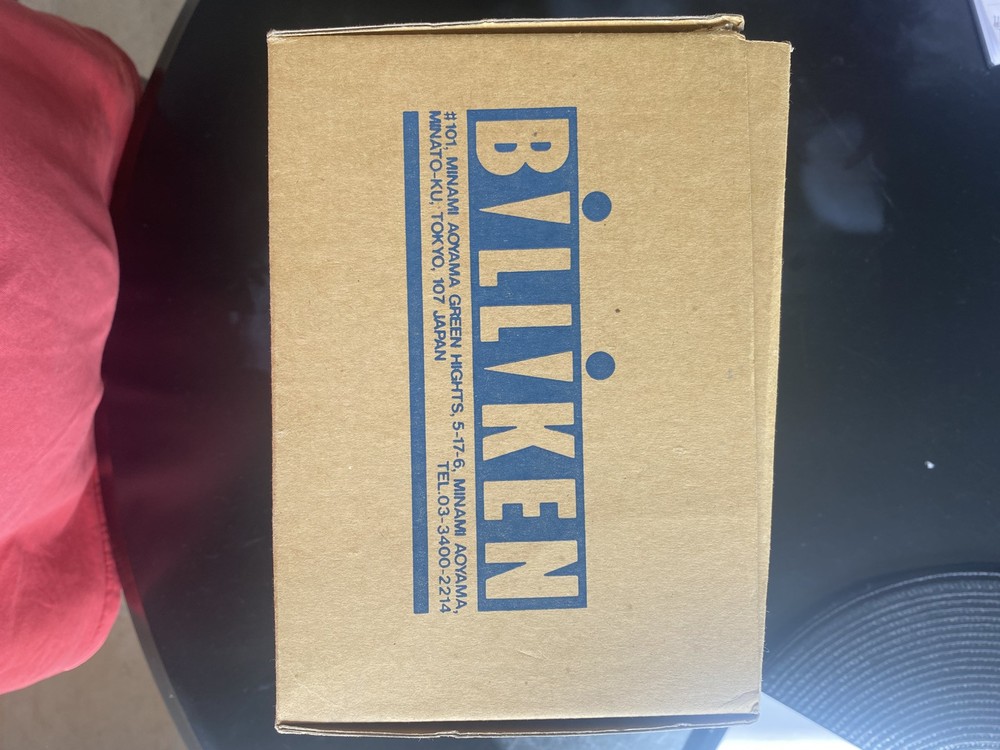 BILLIKEN
#101, MINAMI AOYAMA GREEN HIGHTS, 5-17-6, MINAMI AOYAMA,
MINATO-KU, TOKYO, 107 JAPAN TEL.03-3400-2214